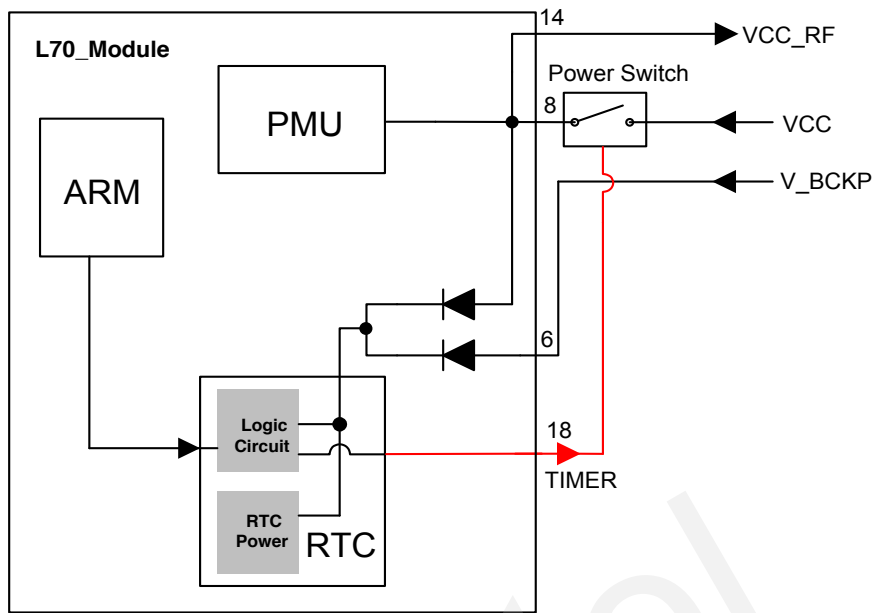 14
VCC_RF
L70_Module
Power Switch
PMU
8
VCC
ARM
V_BCKP
6
Logic
Circuit
18
TIMER
RTC
Power
RTC